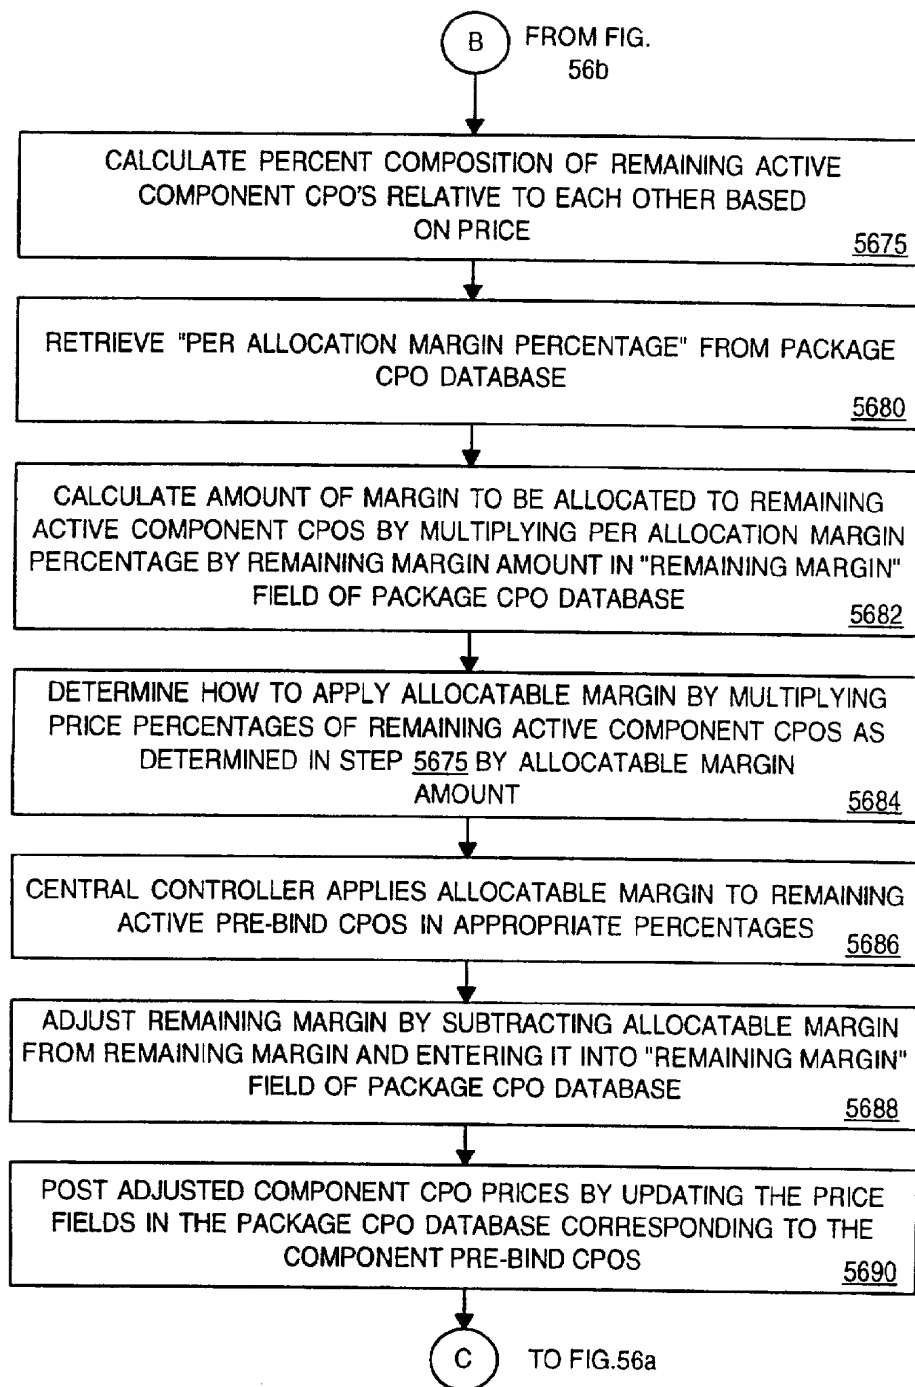 B FROM FIG.
56b
CALCULATE PERCENT COMPOSITION OF REMAINING ACTIVE
COMPONENT CPO'S RELATIVE TO EACH OTHER BASED
ON PRICE
5675
RETRIEVE "PER ALLOCATION MARGIN PERCENTAGE" FROM PACKAGE
CPO DATABASE
5680
CALCULATE AMOUNT OF MARGIN TO BE ALLOCATED TO REMAINING
ACTIVE COMPONENT CPOS BY MULTIPLYING PER ALLOCATION MARGIN
PERCENTAGE BY REMAINING MARGIN AMOUNT IN "REMAINING MARGIN"
FIELD OF PACKAGE CPO DATABASE
5682
DETERMINE HOW TO APPLY ALLOCATABLE MARGIN BY MULTIPLYING
PRICE PERCENTAGES OF REMAINING ACTIVE COMPONENT CPOS AS
DETERMINED IN STEP 5675 BY ALLOCATABLE MARGIN
AMOUNT
5684
CENTRAL CONTROLLER APPLIES ALLOCATABLE MARGIN TO REMAINING
ACTIVE PRE-BIND CPOS IN APPROPRIATE PERCENTAGES
5686
ADJUST REMAINING MARGIN BY SUBTRACTING ALLOCATABLE MARGIN
FROM REMAINING MARGIN AND ENTERING IT INTO "REMAINING MARGIN"
FIELD OF PACKAGE CPO DATABASE
5688
POST ADJUSTED COMPONENT CPO PRICES BY UPDATING THE PRICE
FIELDS IN THE PACKAGE CPO DATABASE CORRESPONDING TO THE
COMPONENT PRE-BIND CPOS
5690
C TO FIG.56a